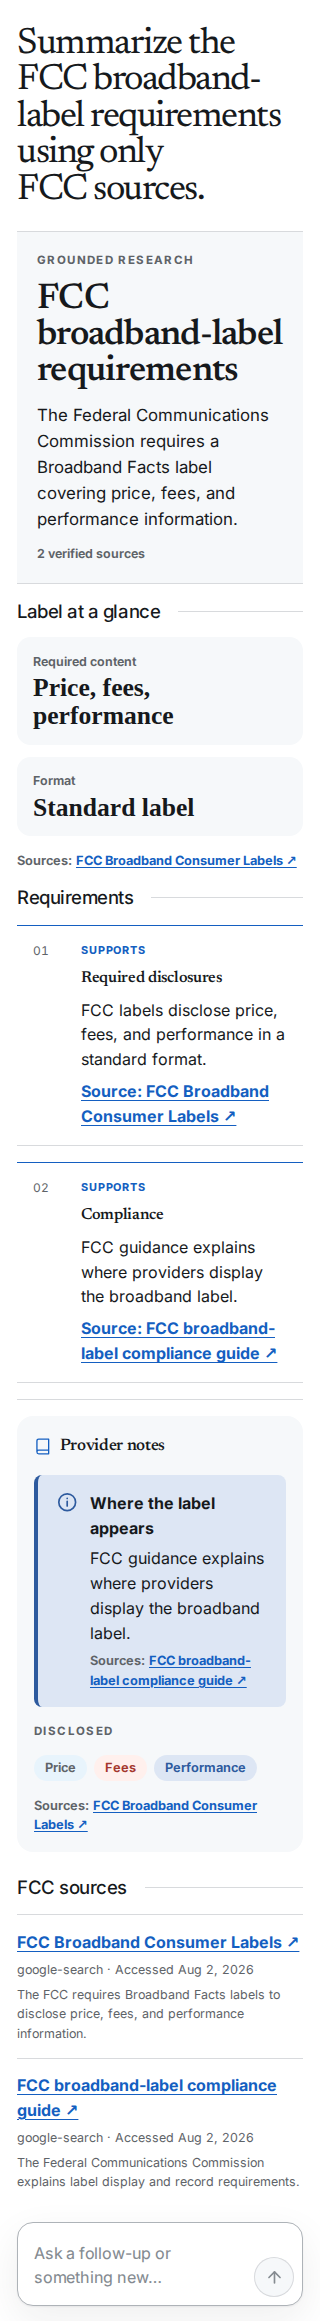 Summarize the
FCC broadband-
label requirements
using only
FCC sources.
GROUNDED RESEARCH
FCC
broadband-label
requirements
The Federal Communications
Commission requires a
Broadband Facts label
covering price, fees, and
performance information.
2 verified sources
Label at a glance
Required content
Price, fees,
performance
Format
Standard label
Sources: FCC Broadband Consumer Labels ↗
Requirements
01
SUPPORTS
Required disclosures
FCC labels disclose price,
fees, and performance in a
standard format.
Source: FCC Broadband
Consumer Labels ↗
02
SUPPORTS
Compliance
FCC guidance explains
where providers display
the broadband label.
Source: FCC broadband-
label compliance guide ↗
Provider notes
Where the label
appears
FCC guidance explains
where providers
display the broadband
label.
Sources: FCC broadband-
label compliance guide ↗
DISCLOSED
Price Fees Performance
Sources: FCC Broadband Consumer
Labels ↗
FCC sources
FCC Broadband Consumer Labels ↗
google-search · Accessed Aug 2, 2026
The FCC requires Broadband Facts labels to
disclose price, fees, and performance
information.
FCC broadband-label compliance
guide ↗
google-search · Accessed Aug 2, 2026
The Federal Communications Commission
explains label display and record requirements.
Ask a follow-up or
something new...